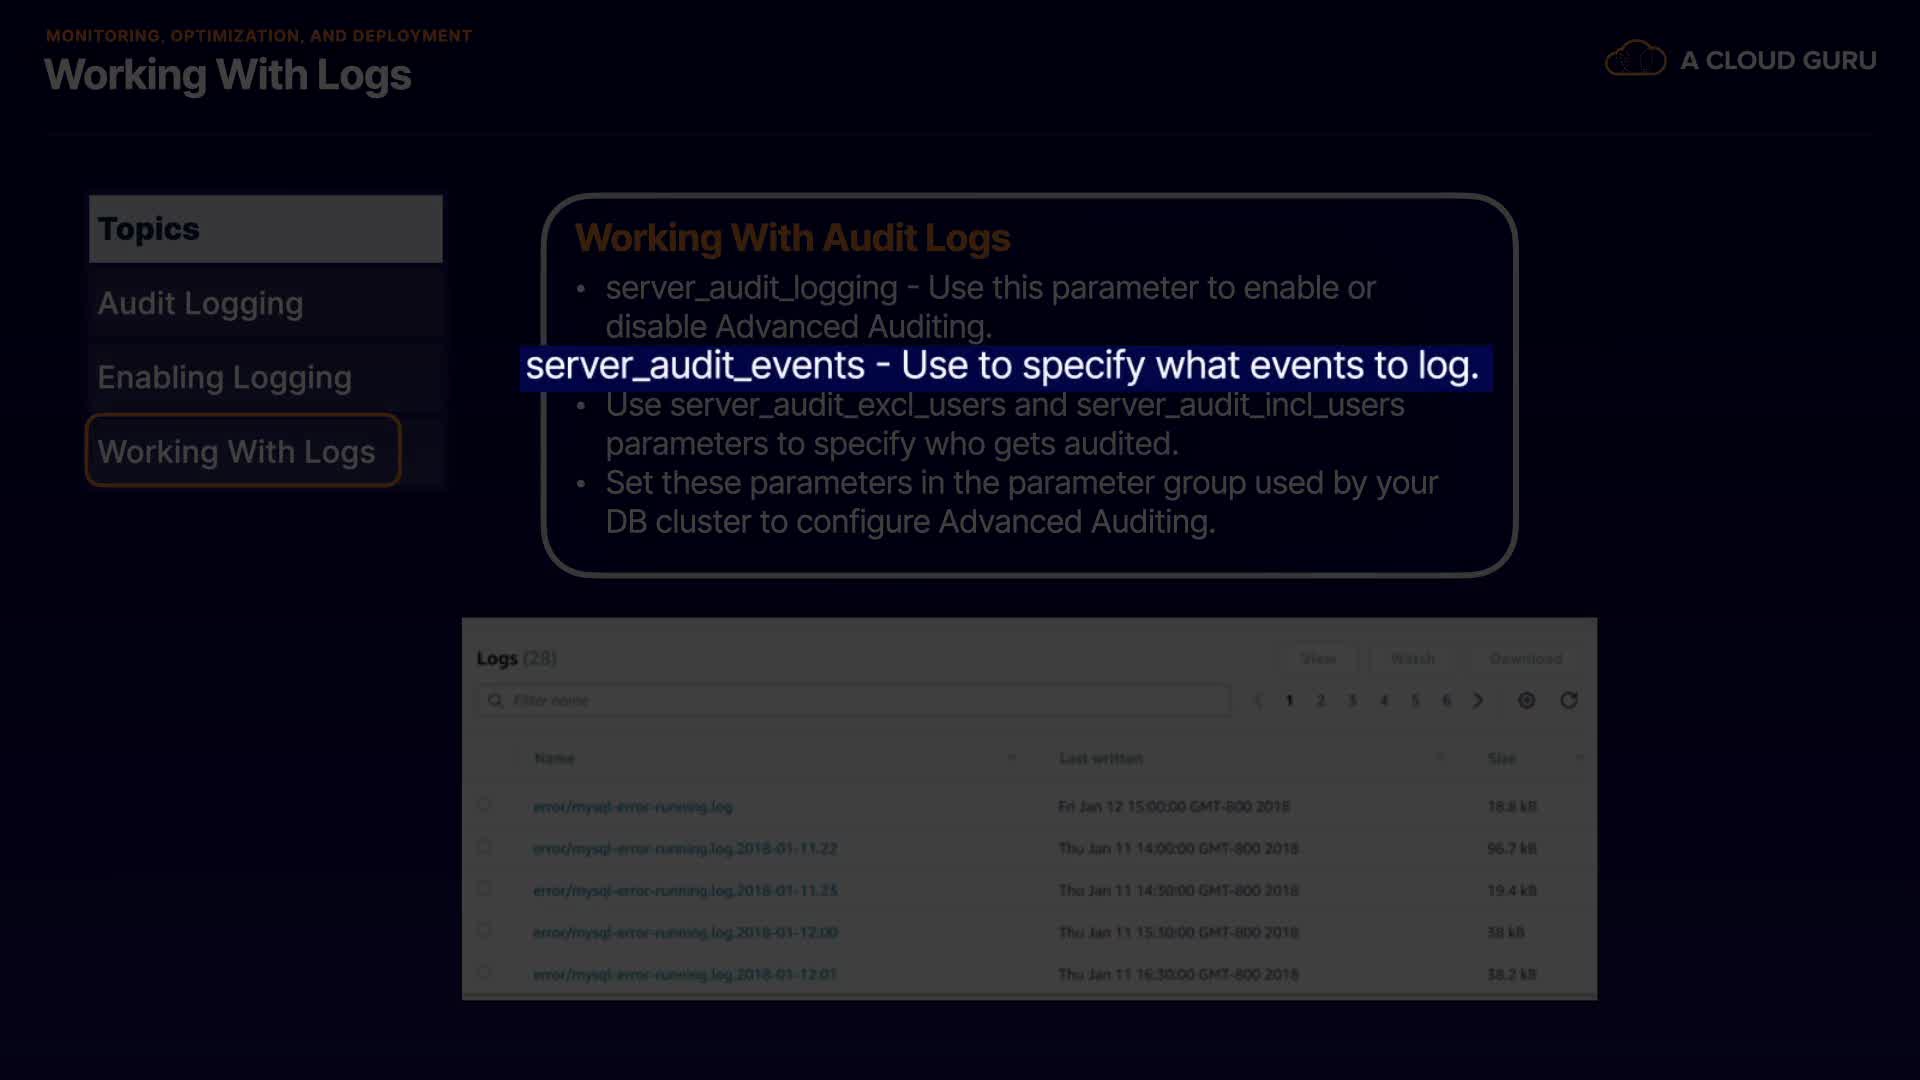 MONITORING, OPTIMIZATION, AND DEPLOYMENT
Working With Logs
A CLOUD GURU
Topics
Audit Logging
Enabling Logging
Working With Logs
Working With Audit Logs
• server_audit_logging - Use this parameter to enable or
disable Advanced Auditing.
server_audit_events - Use to specify what events to log.
• Use server_audit_excl_users and server_audit_incl_users
parameters to specify who gets audited.
• Set these parameters in the parameter group used by your
DB cluster to configure Advanced Auditing.
Logs (28)
View Watch Download
Filter name
1 2 3 4 5 6
Name Last written Size
error/mysql-error-running.log Fri Jan 12 15:00:00 GMT-800 2018 18.8 kB
error/mysql-error-running.log.2018-01-11.22 Thu Jan 11 14:00:00 GMT-800 2018 96.7 kB
error/mysql-error-running.log.2018-01-11.23 Thu Jan 11 14:30:00 GMT-800 2018 19.4 kB
error/mysql-error-running.log.2018-01-12.00 Thu Jan 11 15:30:00 GMT-800 2018 38 kB
error/mysql-error-running.log.2018-01-12.01 Thu Jan 11 16:30:00 GMT-800 2018 38.2 kB